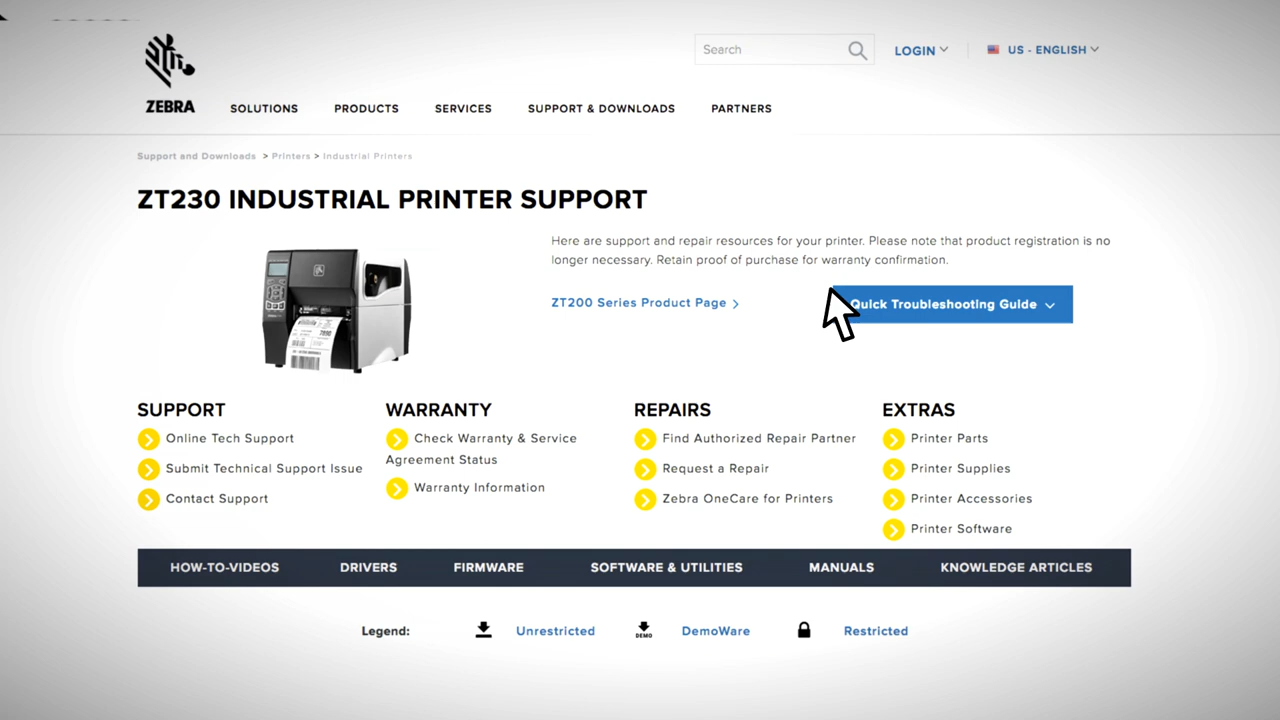 Search
LOGIN
US - ENGLISH
ZEBRA
SOLUTIONS
PRODUCTS
SERVICES
SUPPORT & DOWNLOADS
PARTNERS
Support and Downloads > Printers > Industrial Printers
ZT230 INDUSTRIAL PRINTER SUPPORT
Here are support and repair resources for your printer. Please note that product registration is no
longer necessary. Retain proof of purchase for warranty confirmation.
ZT200 Series Product Page >
Quick Troubleshooting Guide
SUPPORT
Online Tech Support
Submit Technical Support Issue
Contact Support
WARRANTY
Check Warranty & Service
Agreement Status
Warranty Information
REPAIRS
Find Authorized Repair Partner
Request a Repair
Zebra OneCare for Printers
EXTRAS
Printer Parts
Printer Supplies
Printer Accessories
Printer Software
HOW-TO-VIDEOS
DRIVERS
FIRMWARE
SOFTWARE & UTILITIES
MANUALS
KNOWLEDGE ARTICLES
Legend:
Unrestricted
DEMO
DemoWare
Restricted